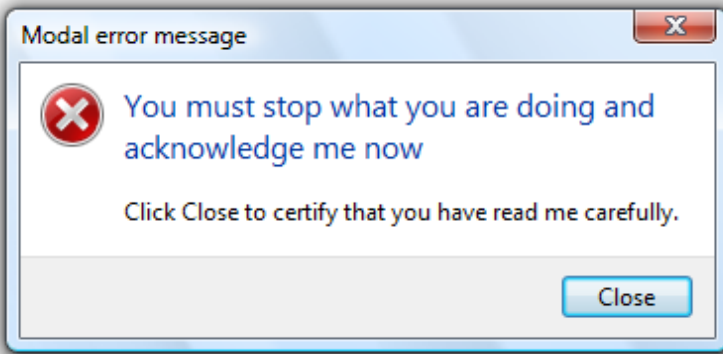 Modal error message
You must stop what you are doing and
acknowledge me now
Click Close to certify that you have read me carefully.
Close